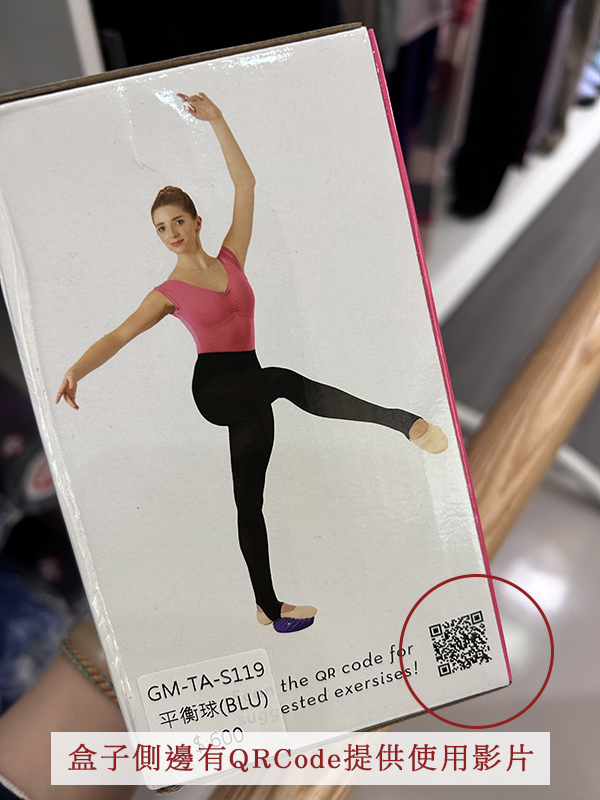 GM-TA-S119
平衡球(BLU)
$ 600
the QR code for
suggested exersises!
盒子側邊有QRCode提供使用影片